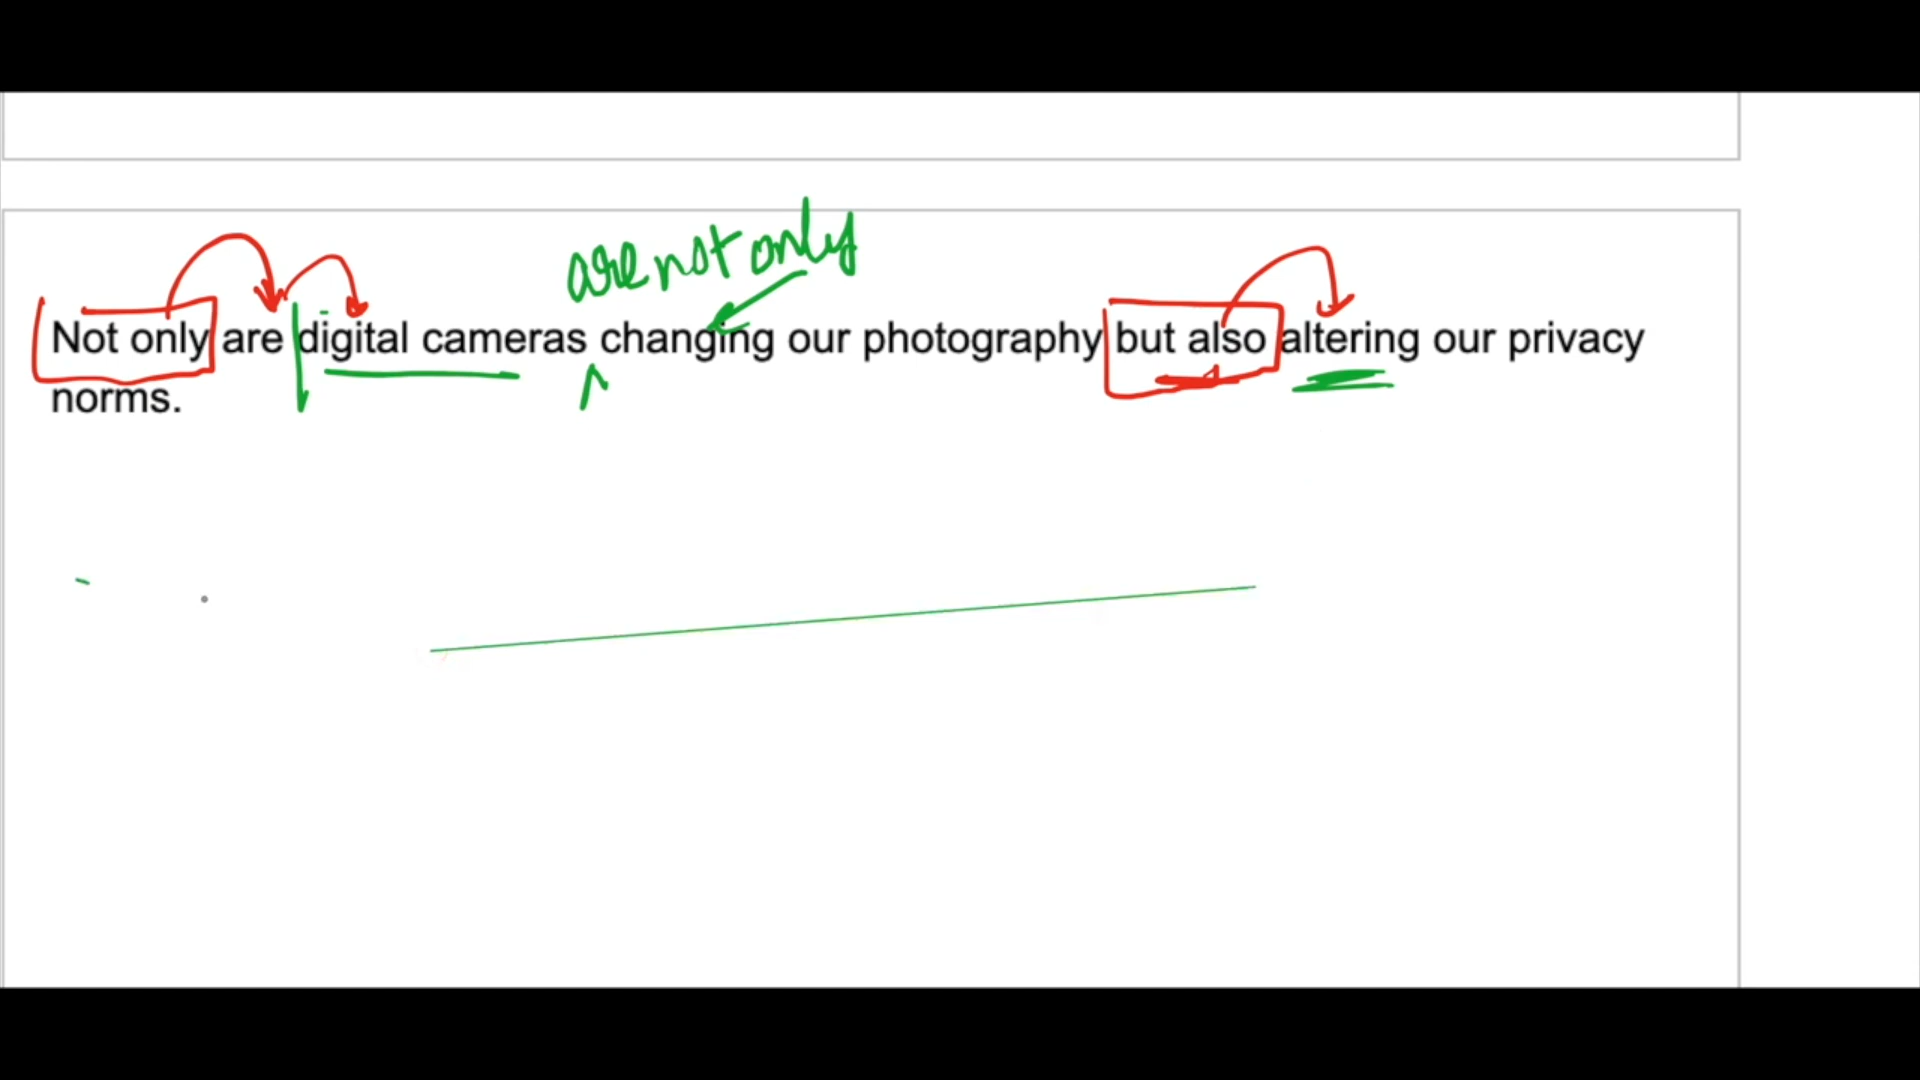 are not only
Not only are digital cameras changing our photography but also altering our privacy
norms.